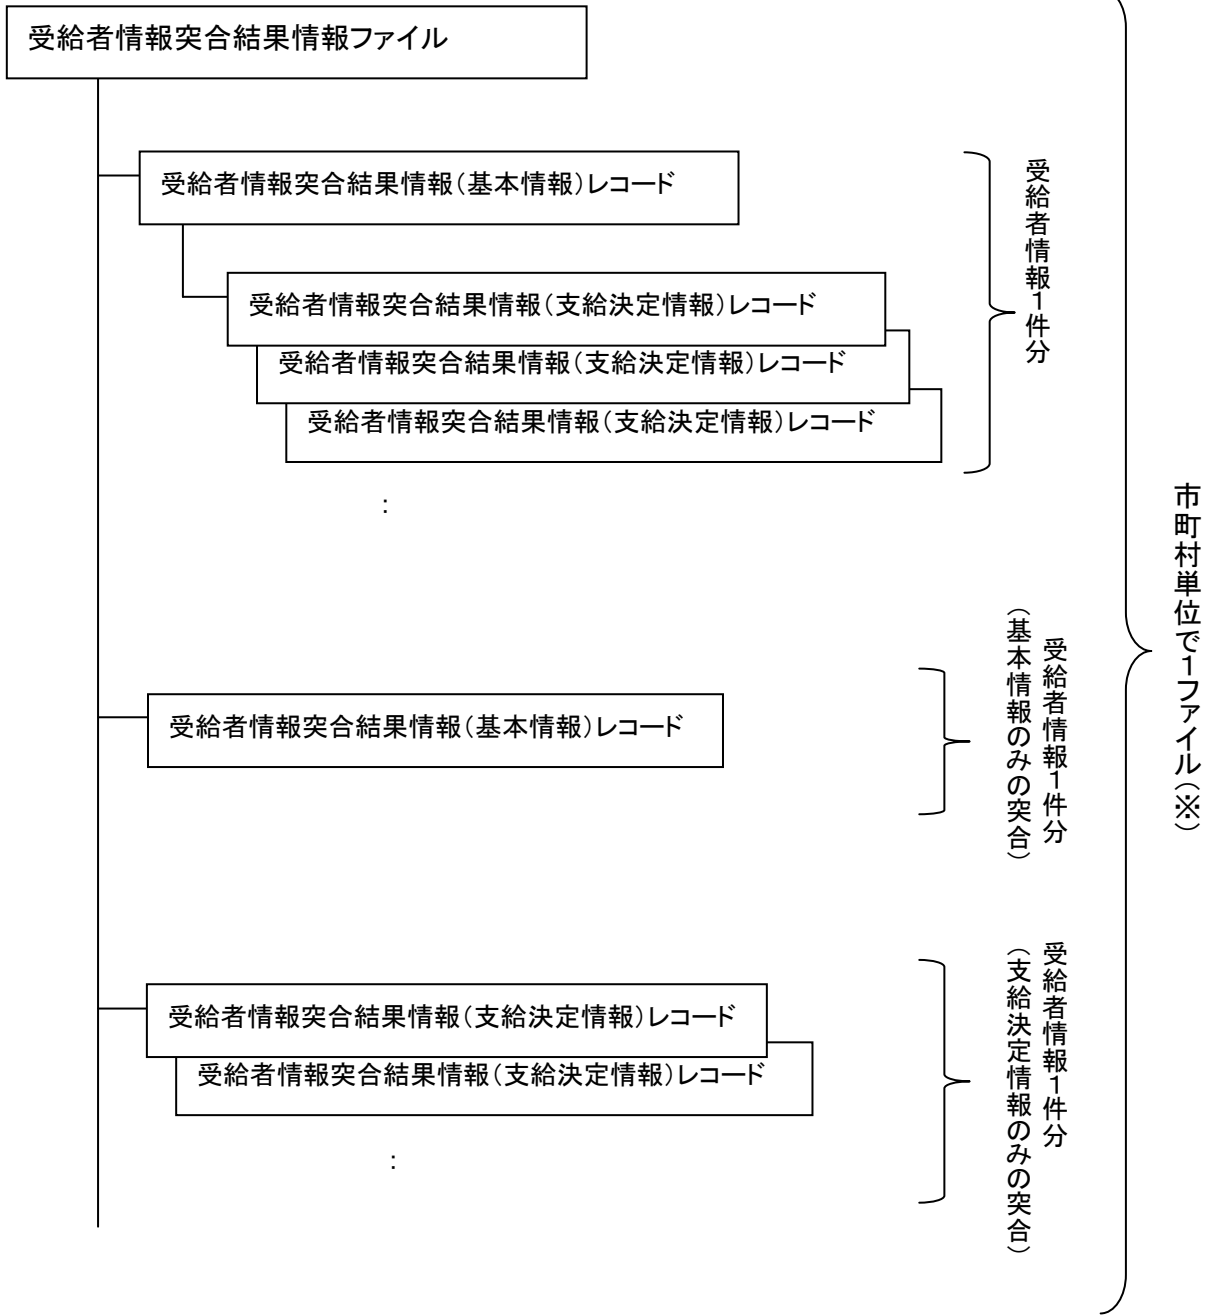 受給者情報突合結果情報ファイル
受給者情報突合結果情報(基本情報)レコード
受給者情報突合結果情報(支給決定情報)レコード
受給者情報突合結果情報(支給決定情報)レコード
受給者情報突合結果情報(支給決定情報)レコード
:
受給者情報1件分
受給者情報突合結果情報(基本情報)レコード
受給者情報1件分
(基本情報のみの突合)
受給者情報突合結果情報(支給決定情報)レコード
受給者情報突合結果情報(支給決定情報)レコード
:
受給者情報1件分
(支給決定情報のみの突合)
市町村単位で1ファイル(※)